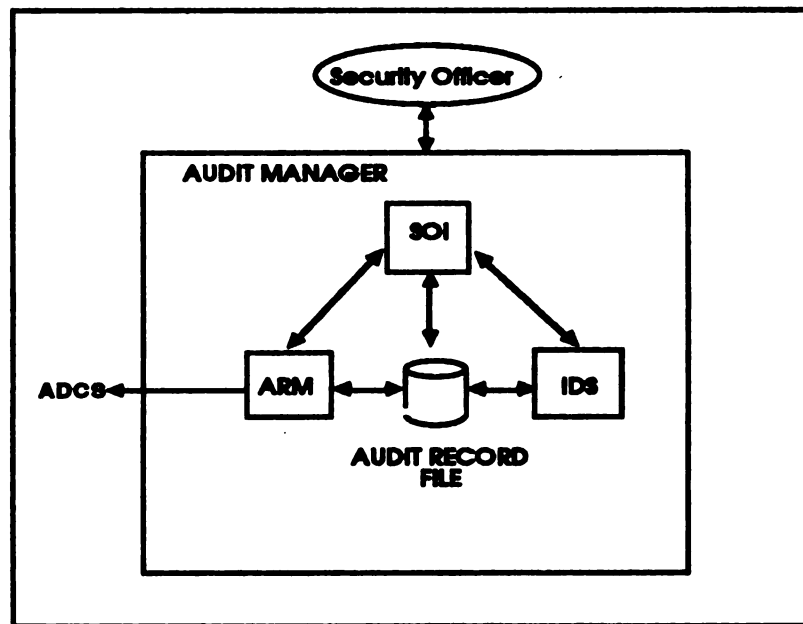 Security Officer
AUDIT MANAGER
SOI
ADCS
ARM
IDS
AUDIT RECORD
FILE